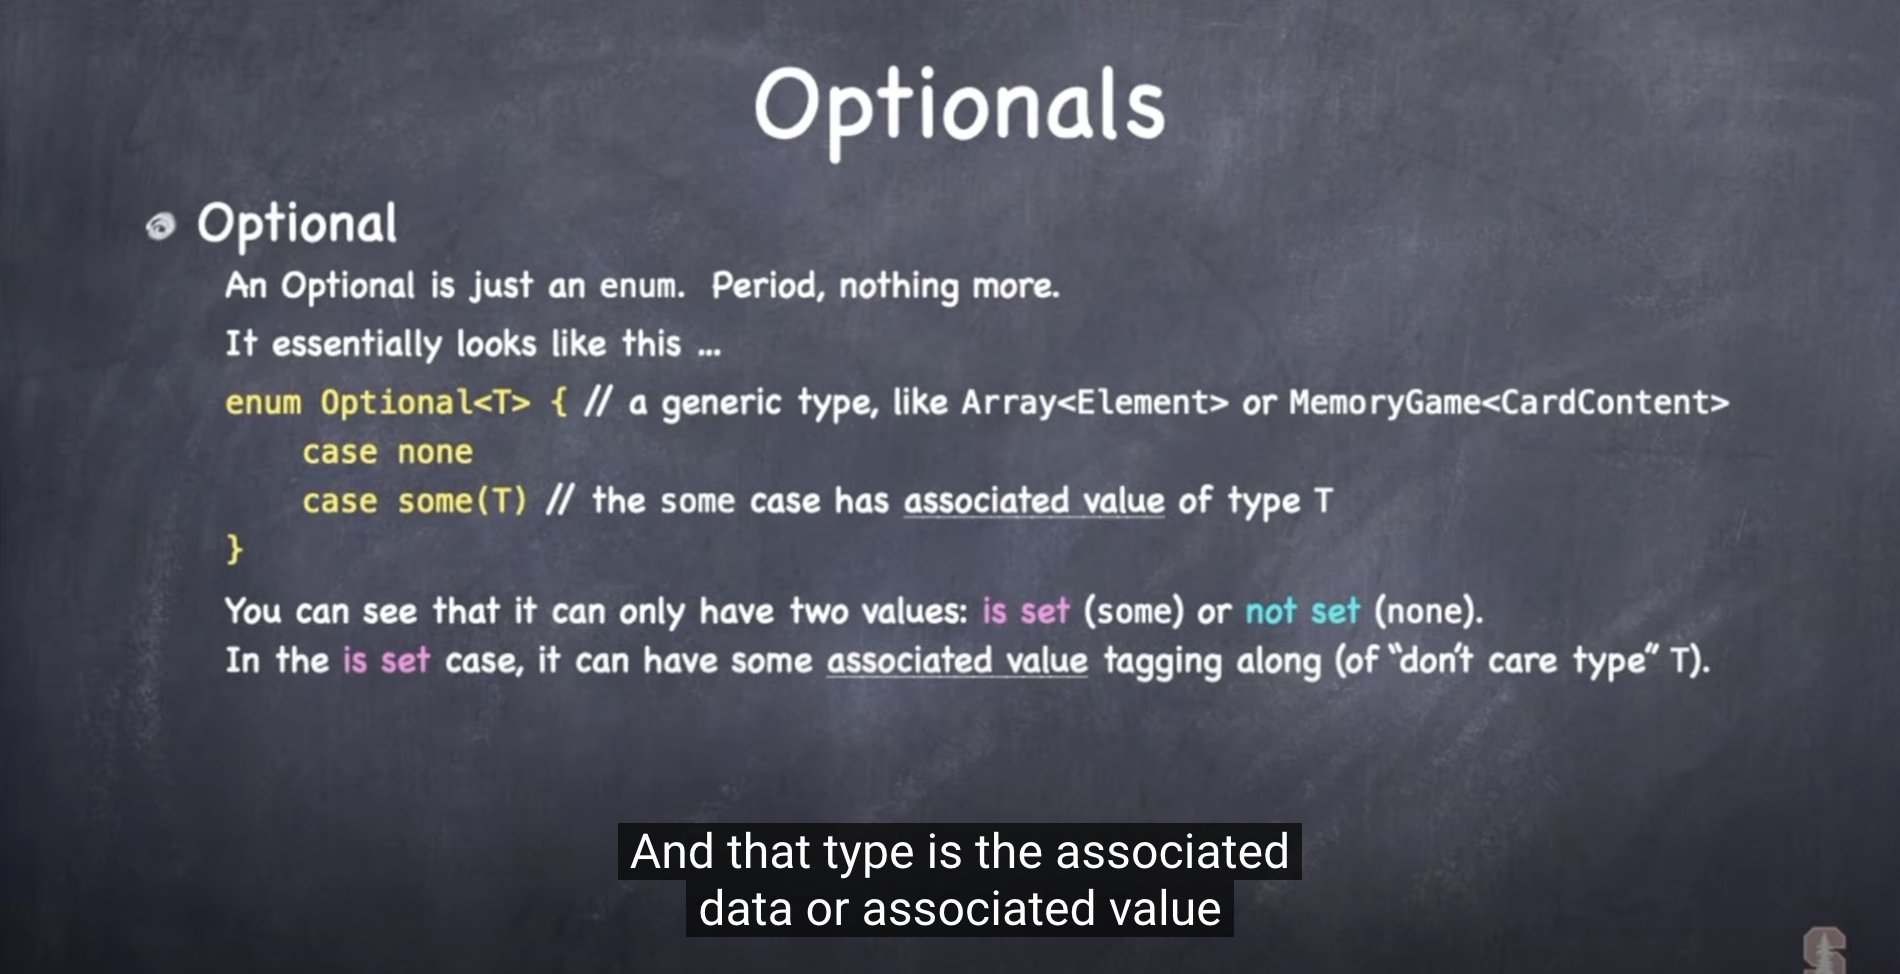 Optionals
Optional
An Optional is just an enum. Period, nothing more.
It essentially looks like this ...
enum Optional<T> { // a generic type, like Array<Element> or MemoryGame<CardContent>
case none
case some(T) // the some case has associated value of type T
}
You can see that it can only have two values: is set (some) or not set (none).
In the is set case, it can have some associated value tagging along (of “don’t care type” T).
And that type is the associated
data or associated value